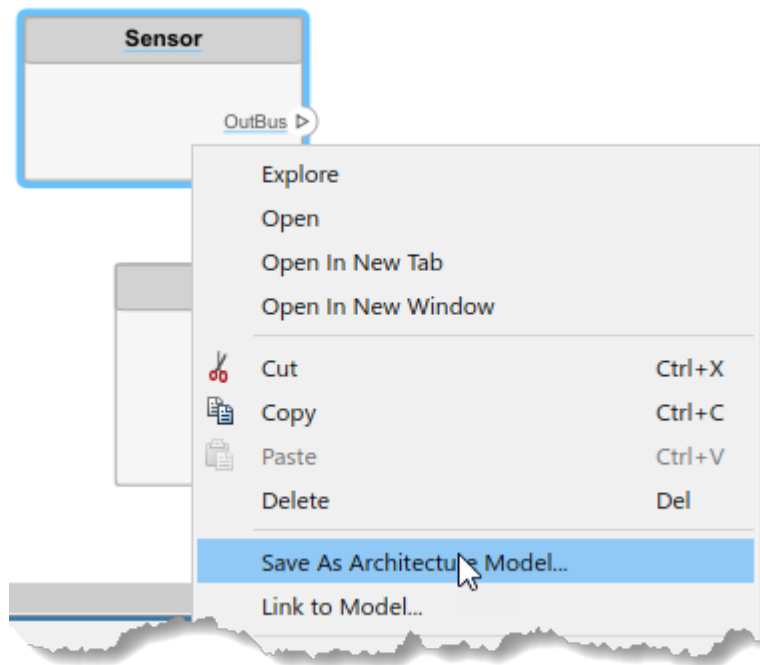 Sensor
OutBus
Explore
Open
Open In New Tab
Open In New Window
Cut Ctrl+X
Copy Ctrl+C
Paste Ctrl+V
Delete Del
Save As Architecture Model...
Link to Model...